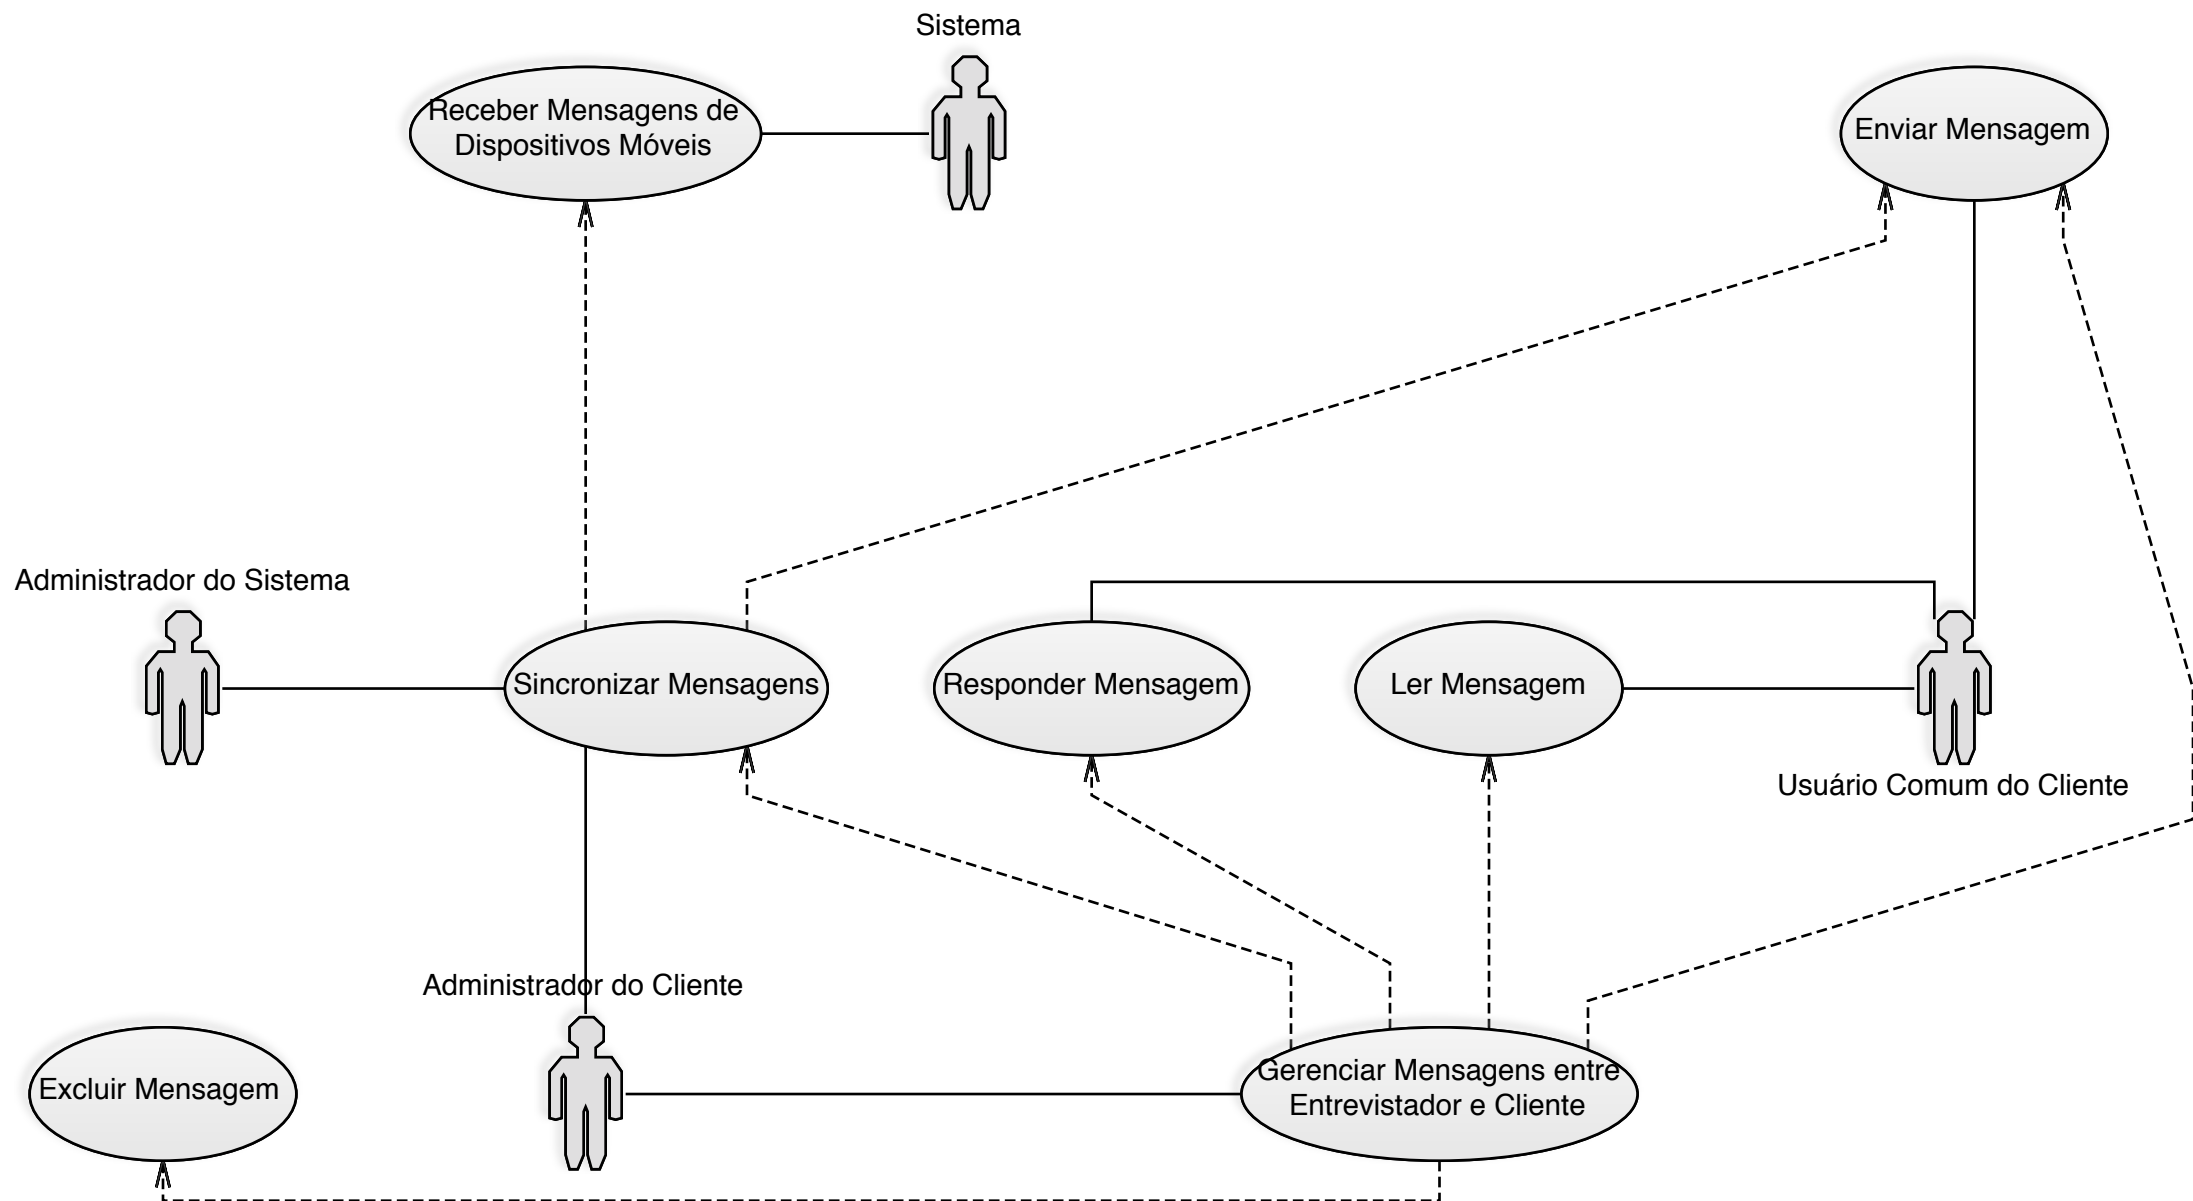 Sistema
Receber Mensagens de
Dispositivos Móveis
Enviar Mensagem
Administrador do Sistema
Sincronizar Mensagens
Responder Mensagem
Ler Mensagem
Usuário Comum do Cliente
Administrador do Cliente
Excluir Mensagem
Gerenciar Mensagens entre
Entrevistador e Cliente